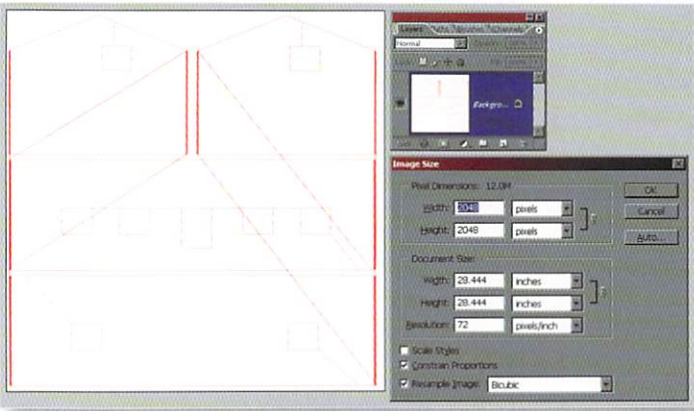 Layers Paths
Normal
Backgro...
Image Size
Pixel Dimensions: 12.0M
Width: 2048 pixels
Height: 2048 pixels
Document Size:
Width: 28.444 inches
Height: 28.444 inches
Resolution: 72 pixels/inch
OK
Cancel
Auto...
Scale Styles
Constrain Proportions
Resample Image: Bicubic